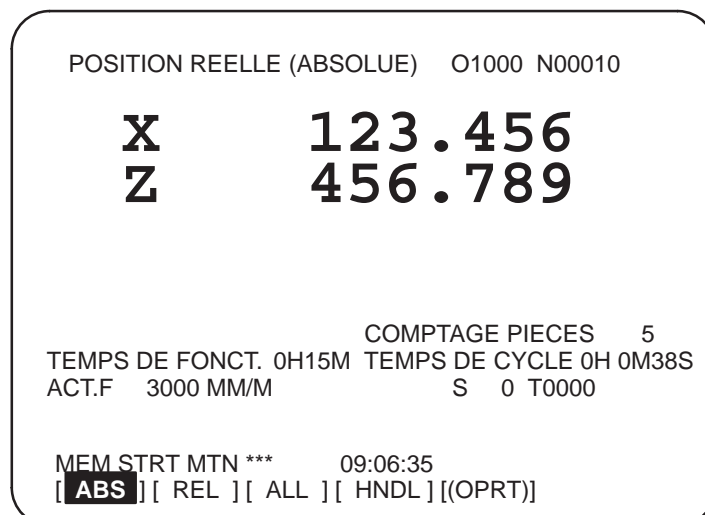 POSITION REELLE (ABSOLUE) O1000 N00010
X 123.456
Z 456.789
COMPTAGE PIECES 5
TEMPS DE FONCT. 0H15M TEMPS DE CYCLE 0H 0M38S
ACT.F 3000 MM/M S 0 T0000
MEM STRT MTN *** 09:06:35
[ ABS ] [ REL ] [ ALL ] [ HNDL ] [(OPRT)]